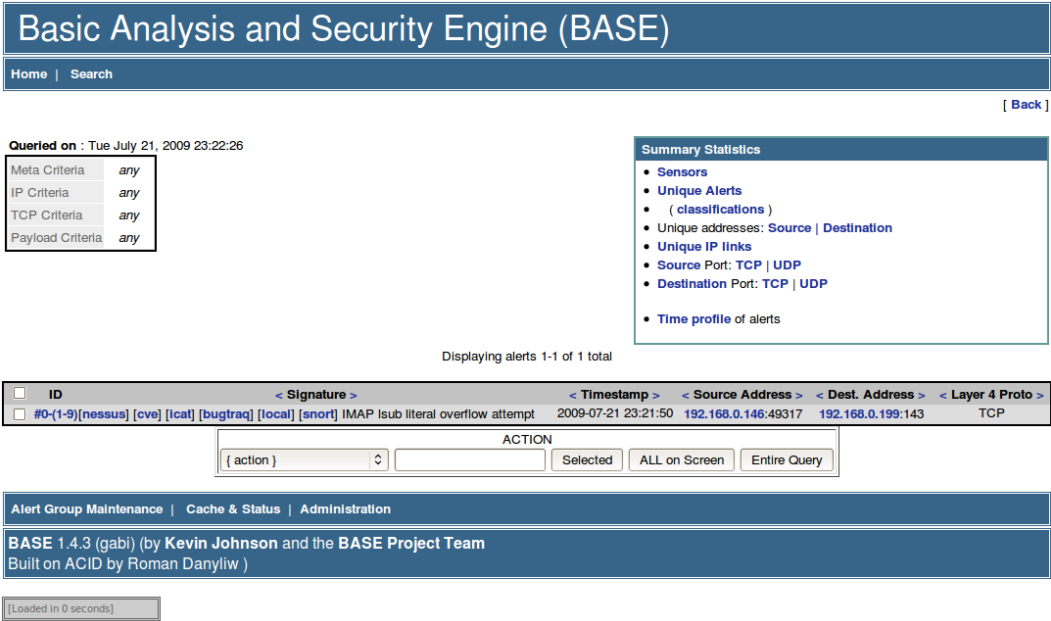 Basic Analysis and Security Engine (BASE)
Home | Search
[ Back ]
Queried on : Tue July 21, 2009 23:22:26
Meta Criteria any
IP Criteria any
TCP Criteria any
Payload Criteria any
Summary Statistics
• Sensors
• Unique Alerts
• ( classifications )
• Unique addresses: Source | Destination
• Unique IP links
• Source Port: TCP | UDP
• Destination Port: TCP | UDP
• Time profile of alerts
Displaying alerts 1-1 of 1 total
ID < Signature > < Timestamp > < Source Address > < Dest. Address > < Layer 4 Proto >
#0-(1-9)[nessus] [cve] [icat] [bugtraq] [local] [snort] IMAP lsub literal overflow attempt 2009-07-21 23:21:50 192.168.0.146:49317 192.168.0.199:143 TCP
ACTION
{ action } Selected ALL on Screen Entire Query
Alert Group Maintenance | Cache & Status | Administration
BASE 1.4.3 (gabi) (by Kevin Johnson and the BASE Project Team
Built on ACID by Roman Danyliw )
[Loaded in 0 seconds]